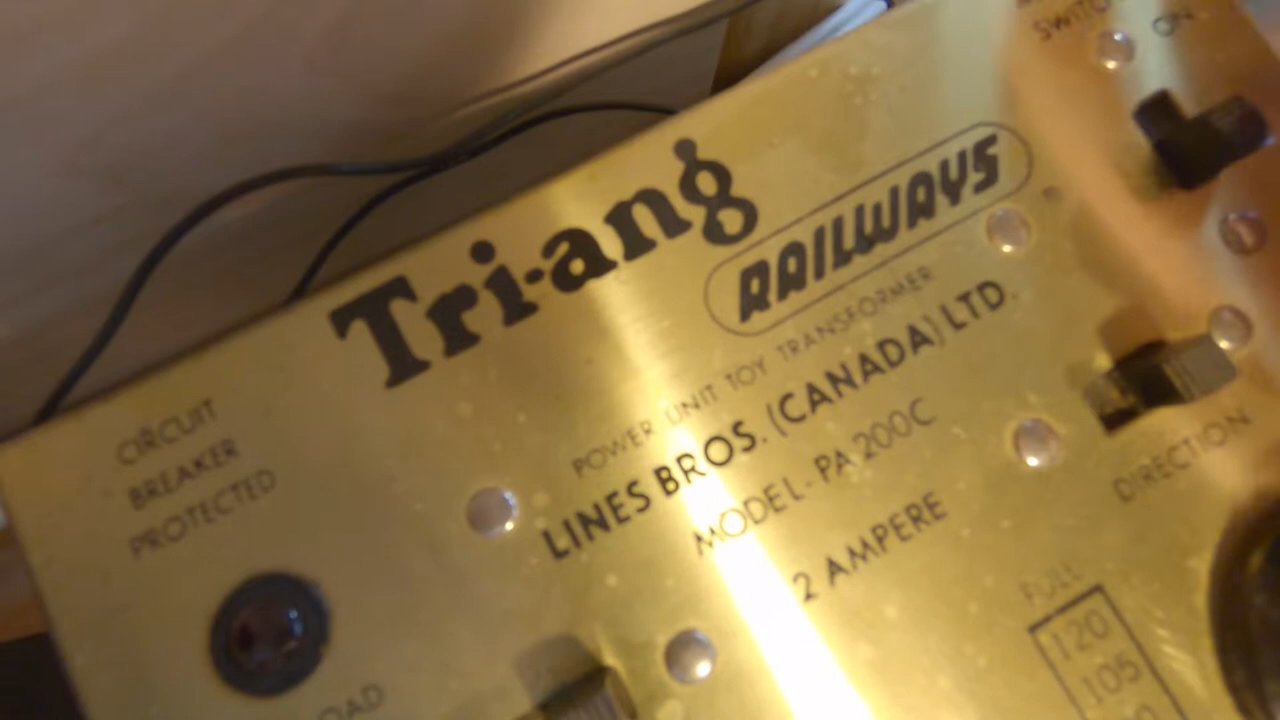 SWITCH
ON
Tri-ang
RAILWAYS
POWER UNIT TOY TRANSFORMER
LINES BROS. (CANADA) LTD.
MODEL - PA 200C
2 AMPERE
CIRCUIT
BREAKER
PROTECTED
DIRECTION
FULL
120
105